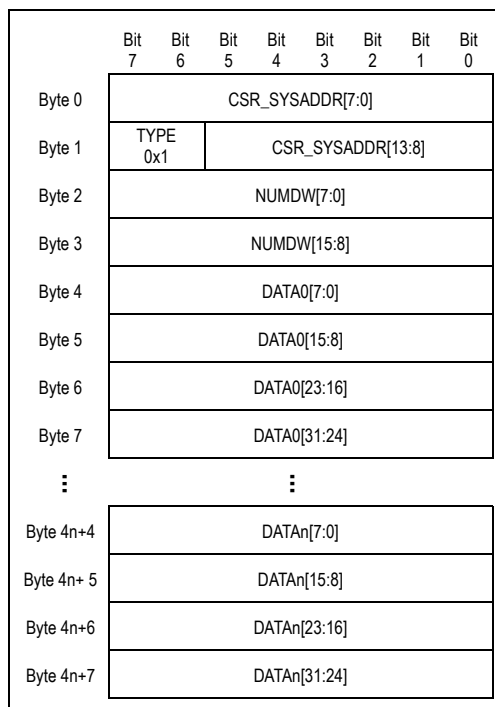 Bit Bit Bit Bit Bit Bit Bit Bit
7 6 5 4 3 2 1 0
Byte 0 CSR_SYSADDR[7:0]
Byte 1 TYPE 0x1 CSR_SYSADDR[13:8]
Byte 2 NUMDW[7:0]
Byte 3 NUMDW[15:8]
Byte 4 DATA0[7:0]
Byte 5 DATA0[15:8]
Byte 6 DATA0[23:16]
Byte 7 DATA0[31:24]
⋮ ⋮
Byte 4n+4 DATAn[7:0]
Byte 4n+ 5 DATAn[15:8]
Byte 4n+6 DATAn[23:16]
Byte 4n+7 DATAn[31:24]